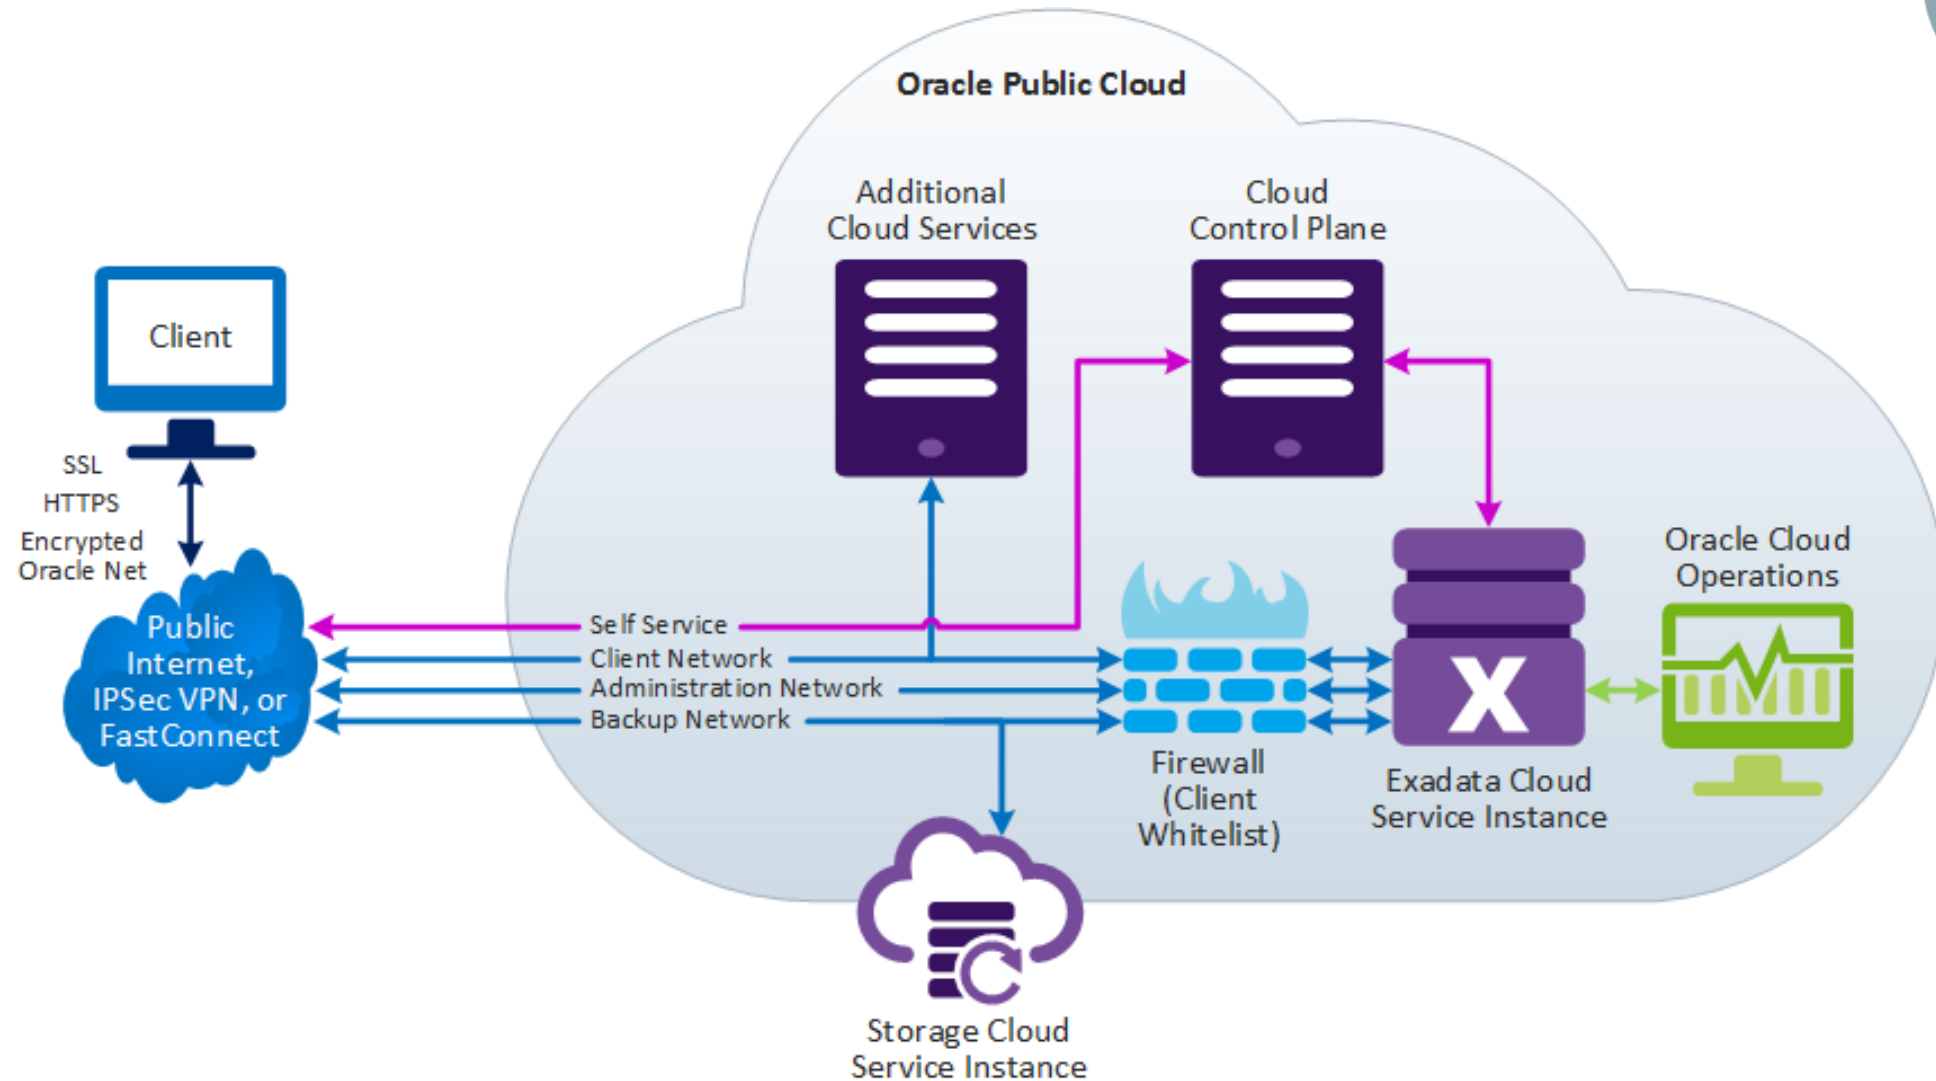 Oracle Public Cloud
Additional
Cloud Services
Cloud
Control Plane
Client
SSL
HTTPS
Encrypted
Oracle Net
Public
Internet,
IPSec VPN, or
FastConnect
Self Service
Client Network
Administration Network
Backup Network
Firewall
(Client
Whitelist)
X
Exadata Cloud
Service Instance
Oracle Cloud
Operations
Storage Cloud
Service Instance